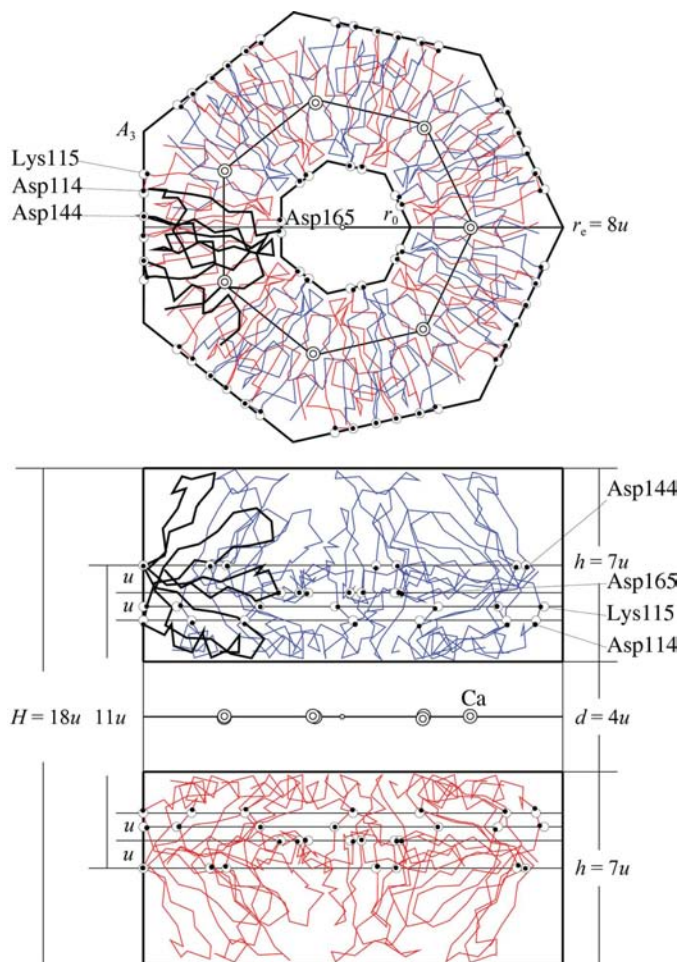 A3
Lys115
Asp114
Asp144
Asp165
r0
re = 8u
Asp144
h = 7u
u
Asp165
u
Lys115
Asp114
Ca
H = 18u
11u
d = 4u
u
u
h = 7u